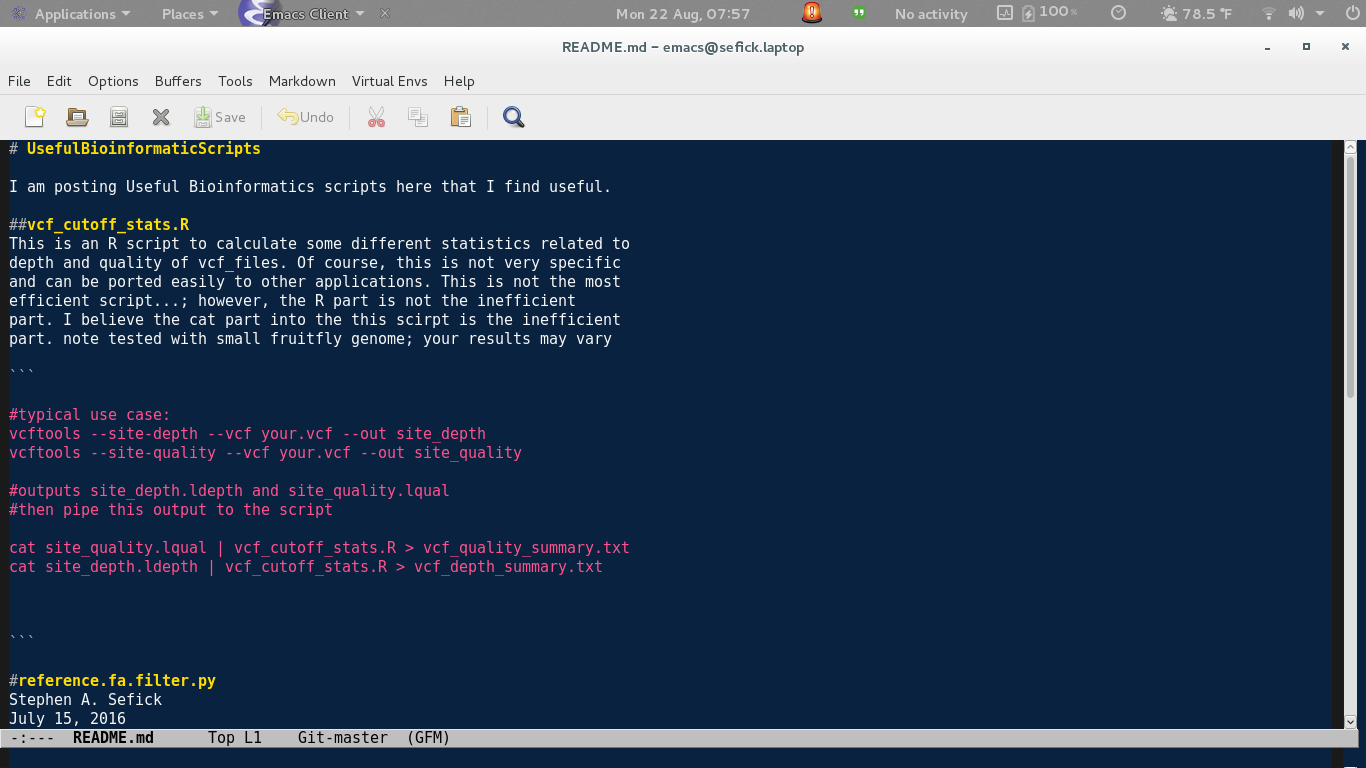 Applications Places Emacs Client Mon 22 Aug, 07:57 No activity 100% 78.5 °F
README.md – emacs@sefick.laptop
File Edit Options Buffers Tools Markdown Virtual Envs Help
Save Undo
# UsefulBioinformaticScripts
I am posting Useful Bioinformatics scripts here that I find useful.
##vcf_cutoff_stats.R
This is an R script to calculate some different statistics related to
depth and quality of vcf_files. Of course, this is not very specific
and can be ported easily to other applications. This is not the most
efficient script...; however, the R part is not the inefficient
part. I believe the cat part into the this scirpt is the inefficient
part. note tested with small fruitfly genome; your results may vary
```
#typical use case:
vcftools --site-depth --vcf your.vcf --out site_depth
vcftools --site-quality --vcf your.vcf --out site_quality
#outputs site_depth.ldepth and site_quality.lqual
#then pipe this output to the script
cat site_quality.lqual | vcf_cutoff_stats.R > vcf_quality_summary.txt
cat site_depth.ldepth | vcf_cutoff_stats.R > vcf_depth_summary.txt
```
#reference.fa.filter.py
Stephen A. Sefick
July 15, 2016
-:--- README.md Top L1 Git-master (GFM)